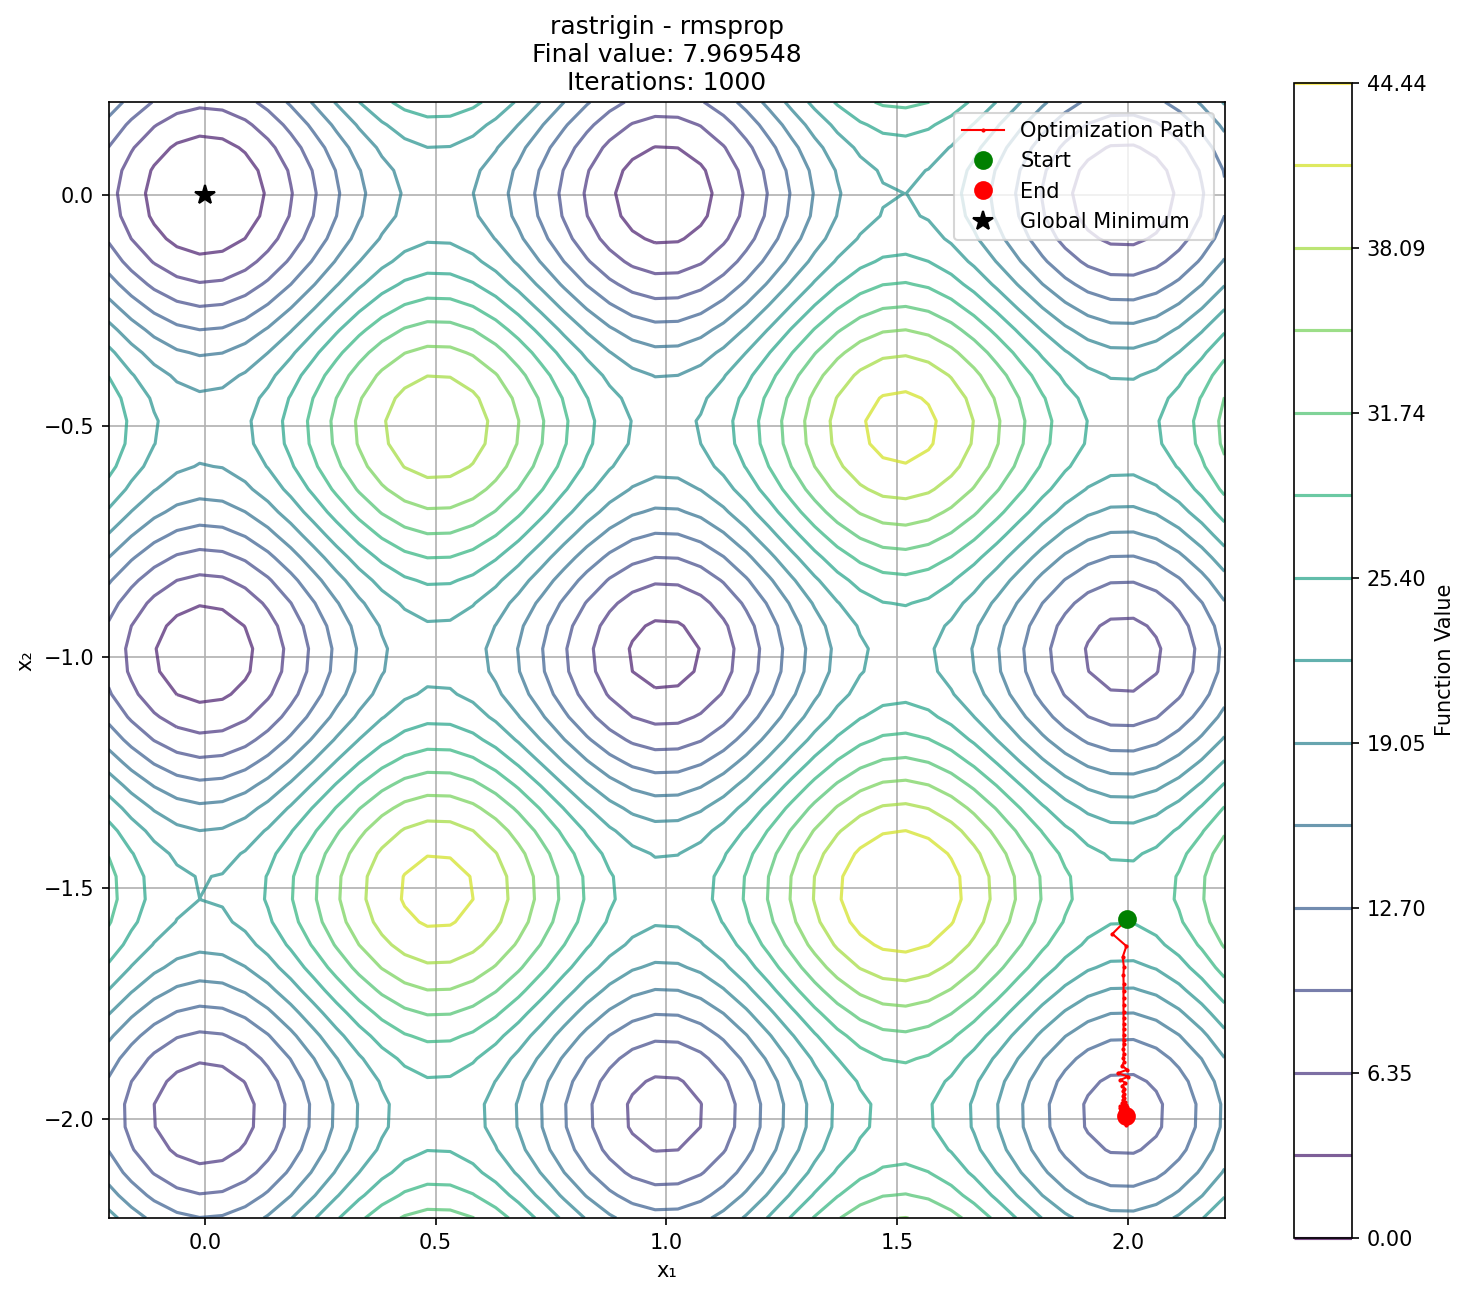 rastrigin - rmsprop
Final value: 7.969548
Iterations: 1000
Optimization Path
Start
End
Global Minimum
0.0
−0.5
−1.0
−1.5
−2.0
x₂
0.0
0.5
1.0
1.5
2.0
x₁
44.44
38.09
31.74
25.40
19.05
12.70
6.35
0.00
Function Value